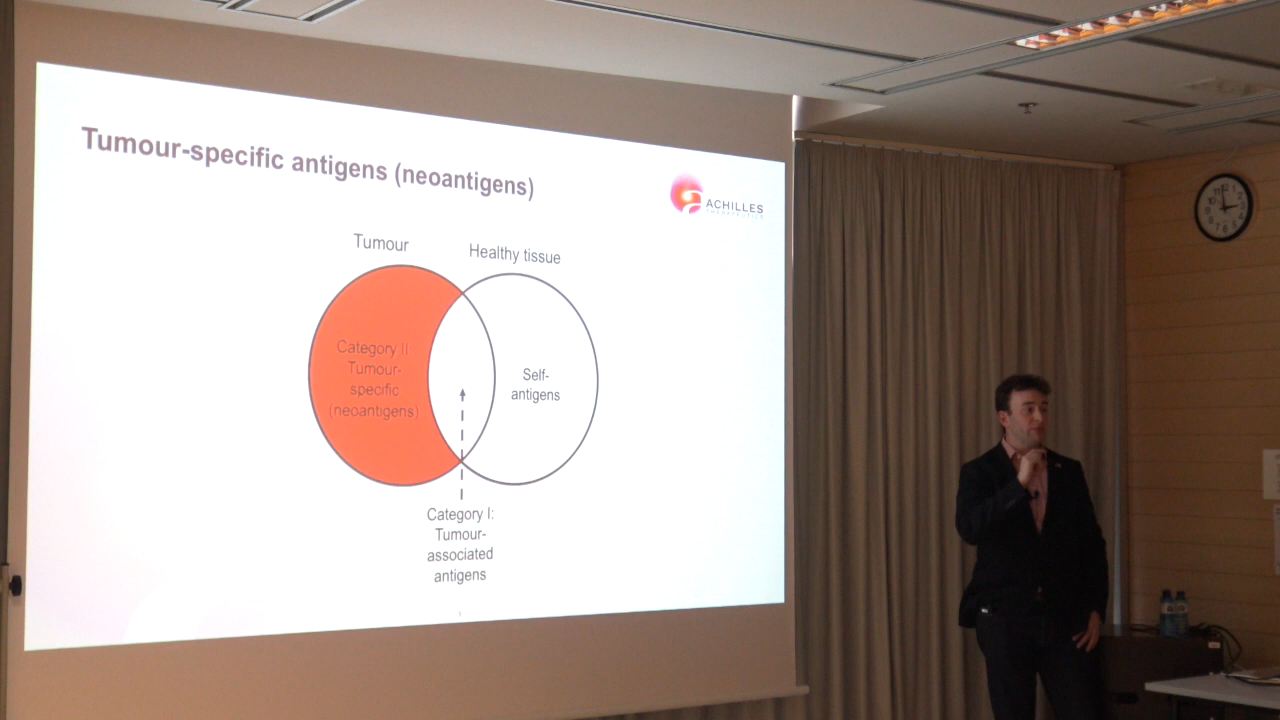 Tumour-specific antigens (neoantigens)
ACHILLES
THERAPEUTICS
Tumour
Healthy tissue
Category II
Tumour-
specific
(neoantigens)
Self-
antigens
Category I:
Tumour-
associated
antigens